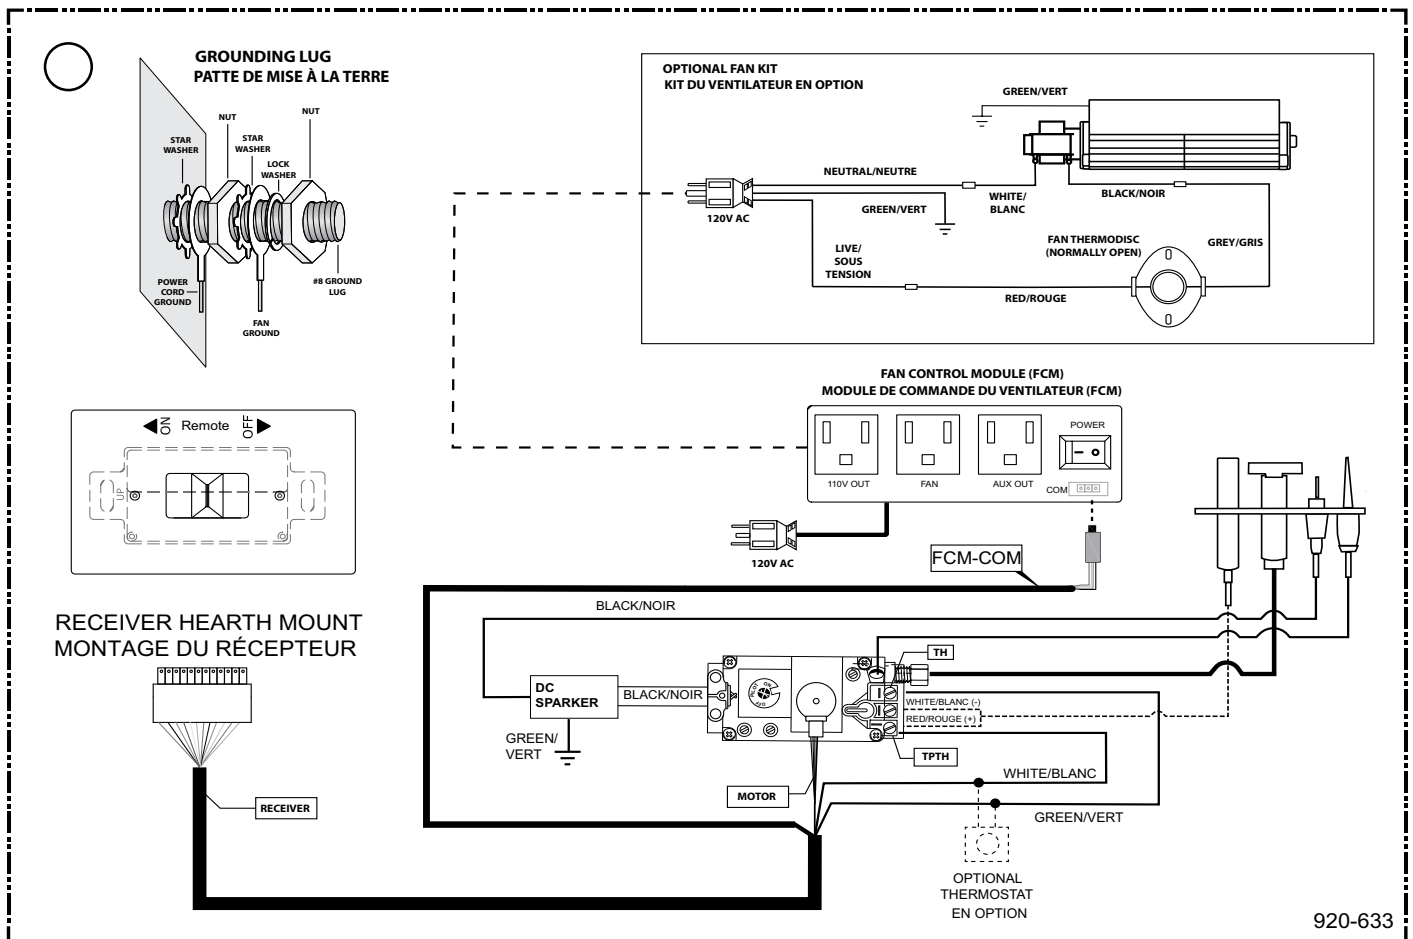 GROUNDING LUG
PATTE DE MISE À LA TERRE
NUT
NUT
STAR
WASHER
STAR
WASHER
LOCK
WASHER
POWER
CORD
GROUND
FAN
GROUND
#8 GROUND
LUG
OPTIONAL FAN KIT
KIT DU VENTILATEUR EN OPTION
GREEN/VERT
NEUTRAL/NEUTRE
120V AC
GREEN/VERT
WHITE/
BLANC
BLACK/NOIR
LIVE/
SOUS
TENSION
FAN THERMODISC
(NORMALLY OPEN)
GREY/GRIS
RED/ROUGE
FAN CONTROL MODULE (FCM)
MODULE DE COMMANDE DU VENTILATEUR (FCM)
POWER
110V OUT
FAN
AUX OUT
COM
120V AC
FCM-COM
ON
Remote
OFF
UP
RECEIVER HEARTH MOUNT
MONTAGE DU RÉCEPTEUR
RECEIVER
BLACK/NOIR
DC
SPARKER
BLACK/NOIR
GREEN/
VERT
PILOT
ON
OFF
TH
WHITE/BLANC (-)
RED/ROUGE (+)
TPTH
MOTOR
WHITE/BLANC
GREEN/VERT
OPTIONAL
THERMOSTAT
EN OPTION
920-633